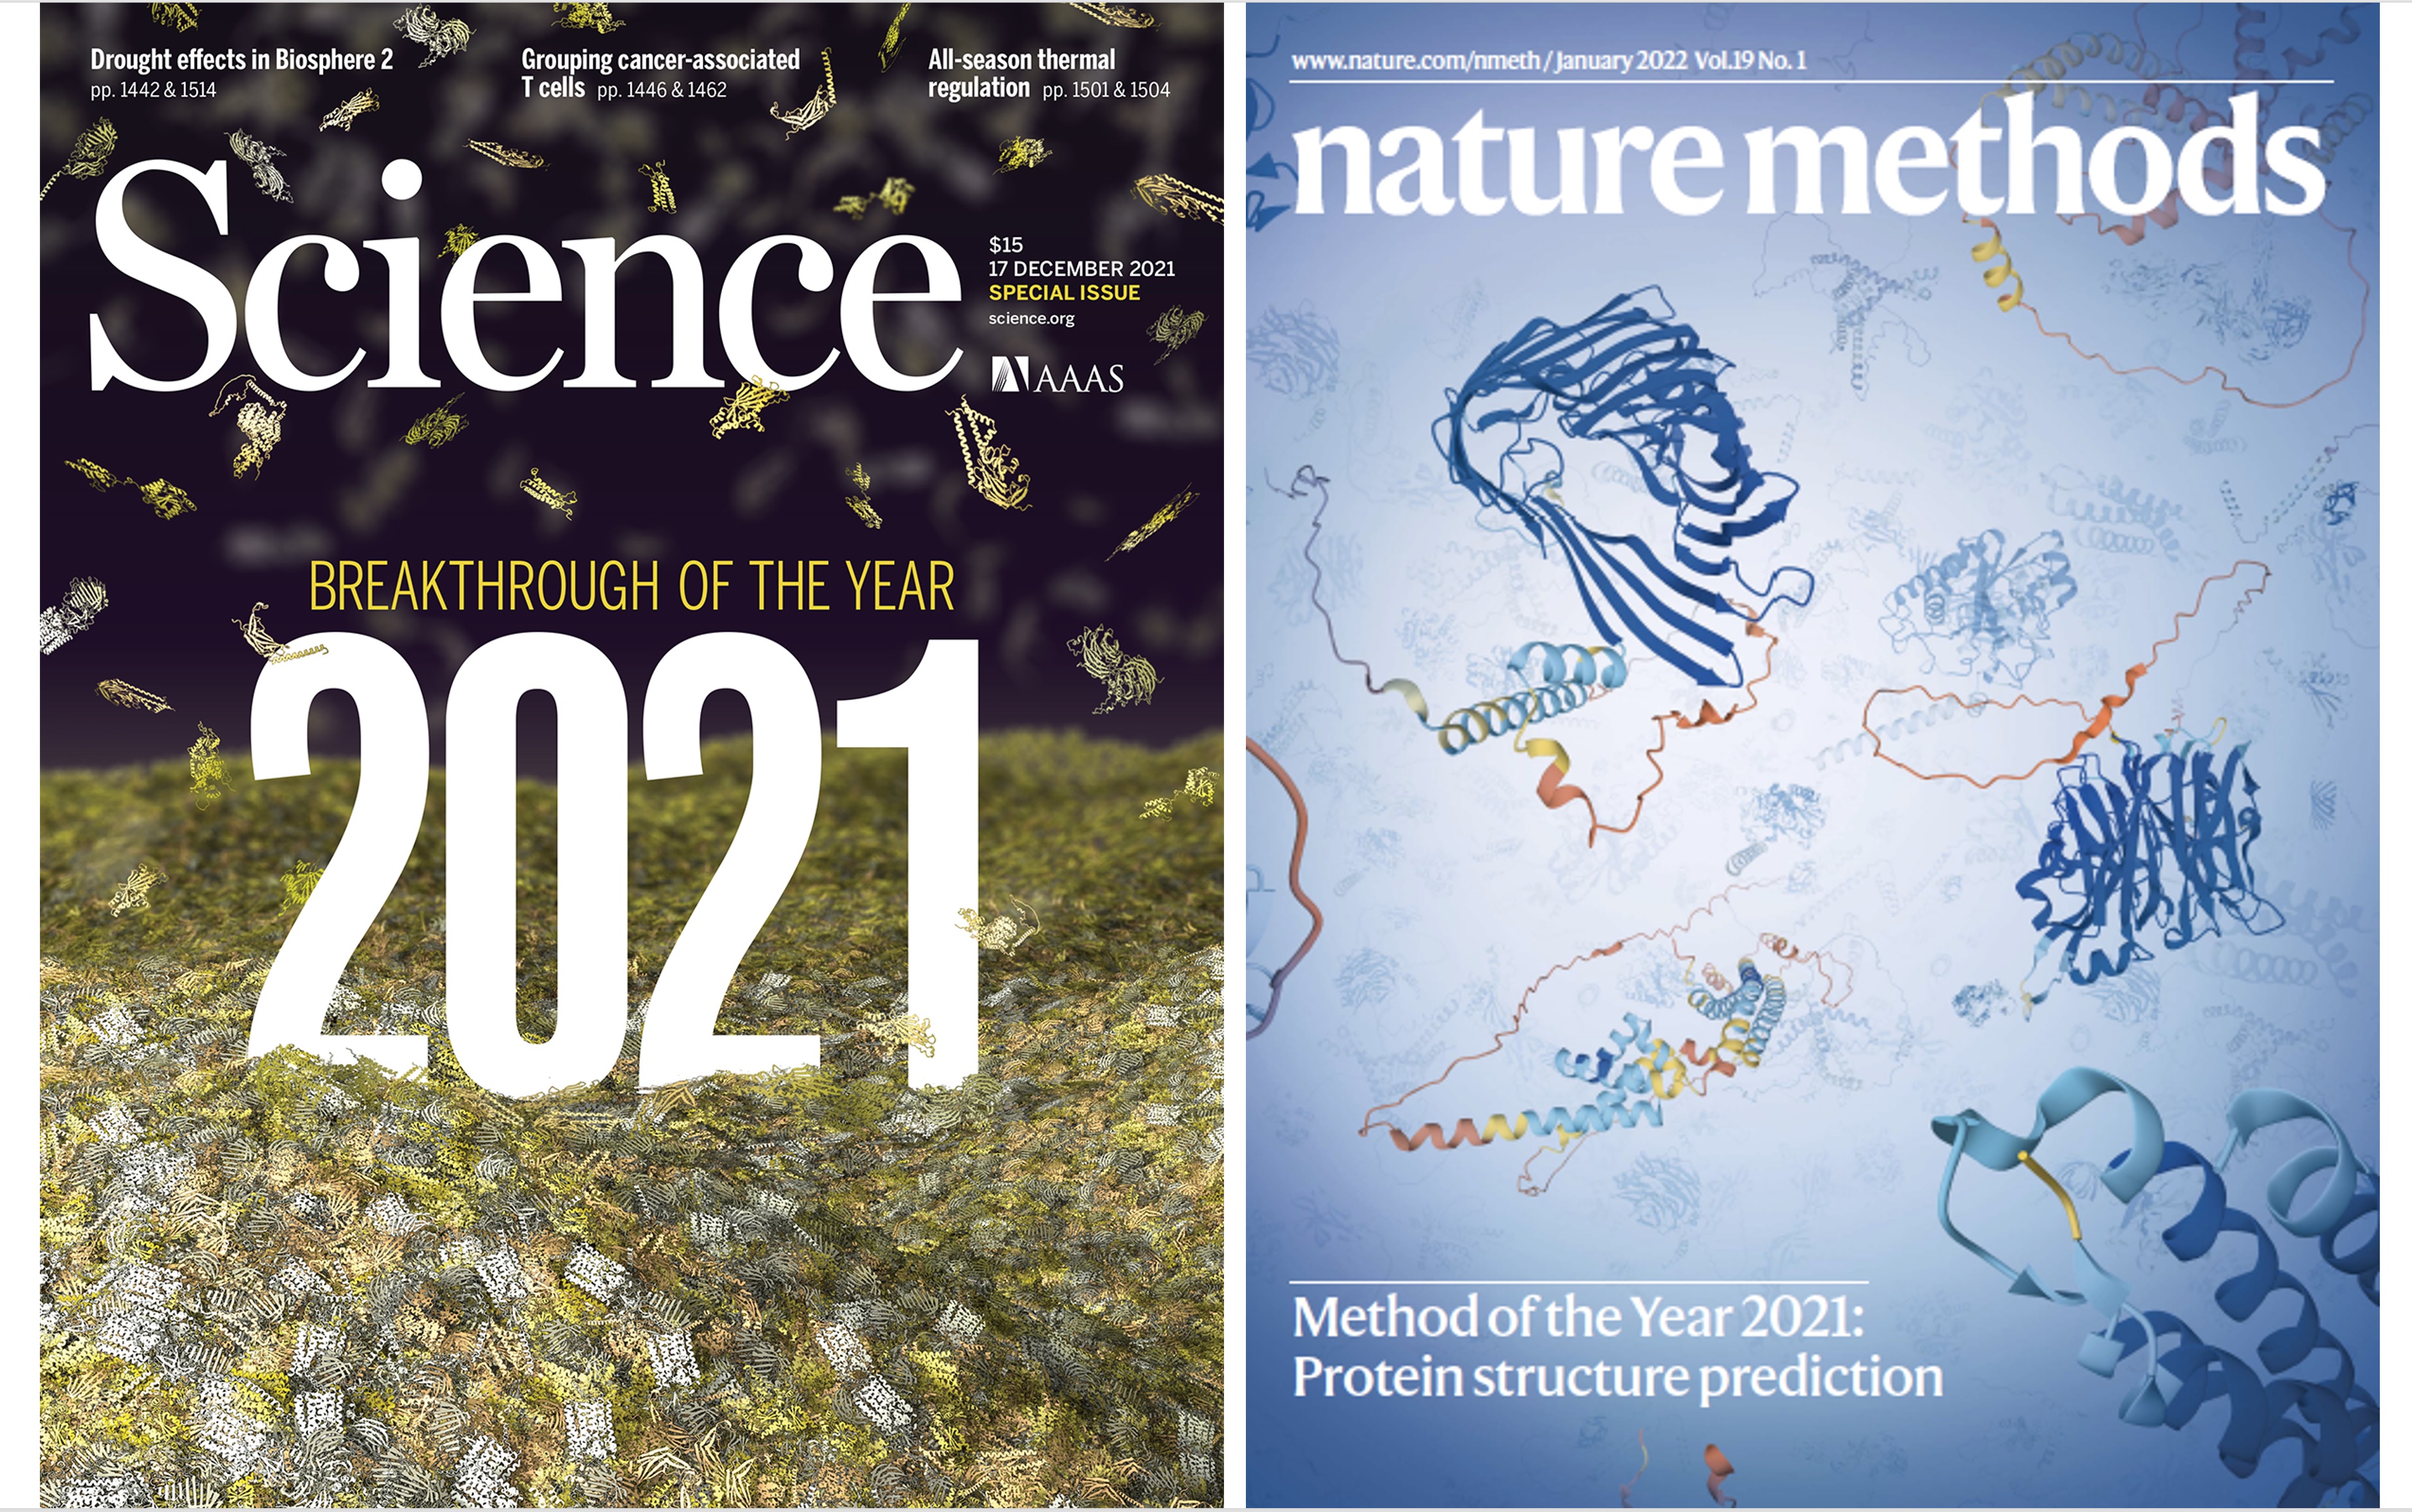 Drought effects in Biosphere 2
pp. 1442 & 1514
Grouping cancer-associated
T cells pp. 1446 & 1462
All-season thermal
regulation pp. 1501 & 1504
Science
$15
17 DECEMBER 2021
SPECIAL ISSUE
science.org
AAAS
BREAKTHROUGH OF THE YEAR
2021
www.nature.com/nmeth / January 2022 Vol.19 No. 1
nature methods
Method of the Year 2021:
Protein structure prediction